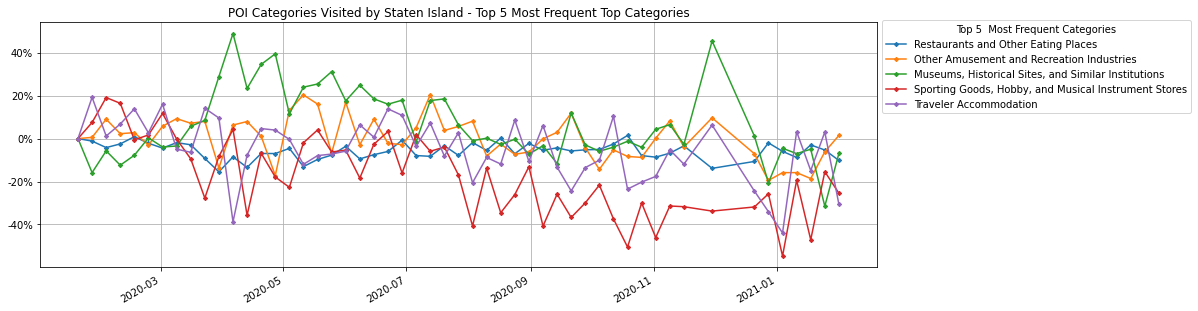 POI Categories Visited by Staten Island - Top 5 Most Frequent Top Categories
40%
20%
0%
-20%
-40%
2020-03
2020-05
2020-07
2020-09
2020-11
2021-01
Top 5  Most Frequent Categories
Restaurants and Other Eating Places
Other Amusement and Recreation Industries
Museums, Historical Sites, and Similar Institutions
Sporting Goods, Hobby, and Musical Instrument Stores
Traveler Accommodation